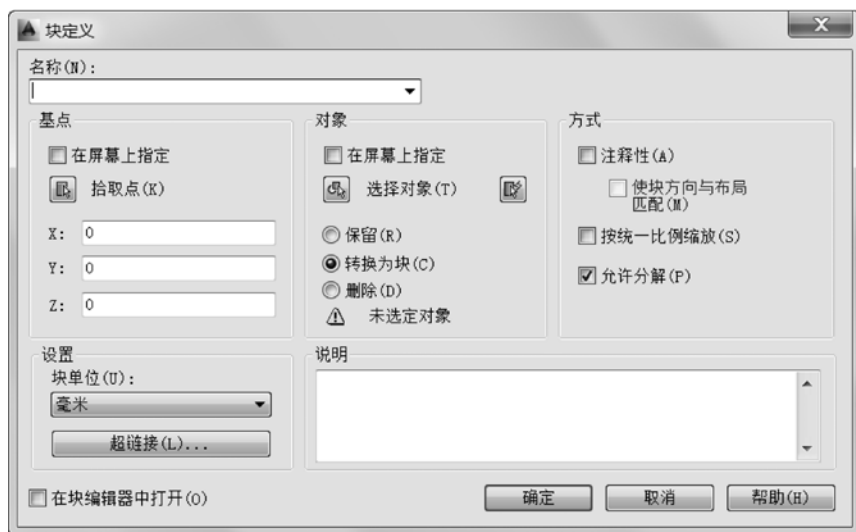 块定义
名称(N):
基点
在屏幕上指定
拾取点(K)
X: 0
Y: 0
Z: 0
对象
在屏幕上指定
选择对象(T)
保留(R)
转换为块(C)
删除(D)
未选定对象
方式
注释性(A)
使块方向与布局
匹配(M)
按统一比例缩放(S)
允许分解(P)
设置
块单位(U):
毫米
超链接(L)...
说明
在块编辑器中打开(O)
确定
取消
帮助(H)